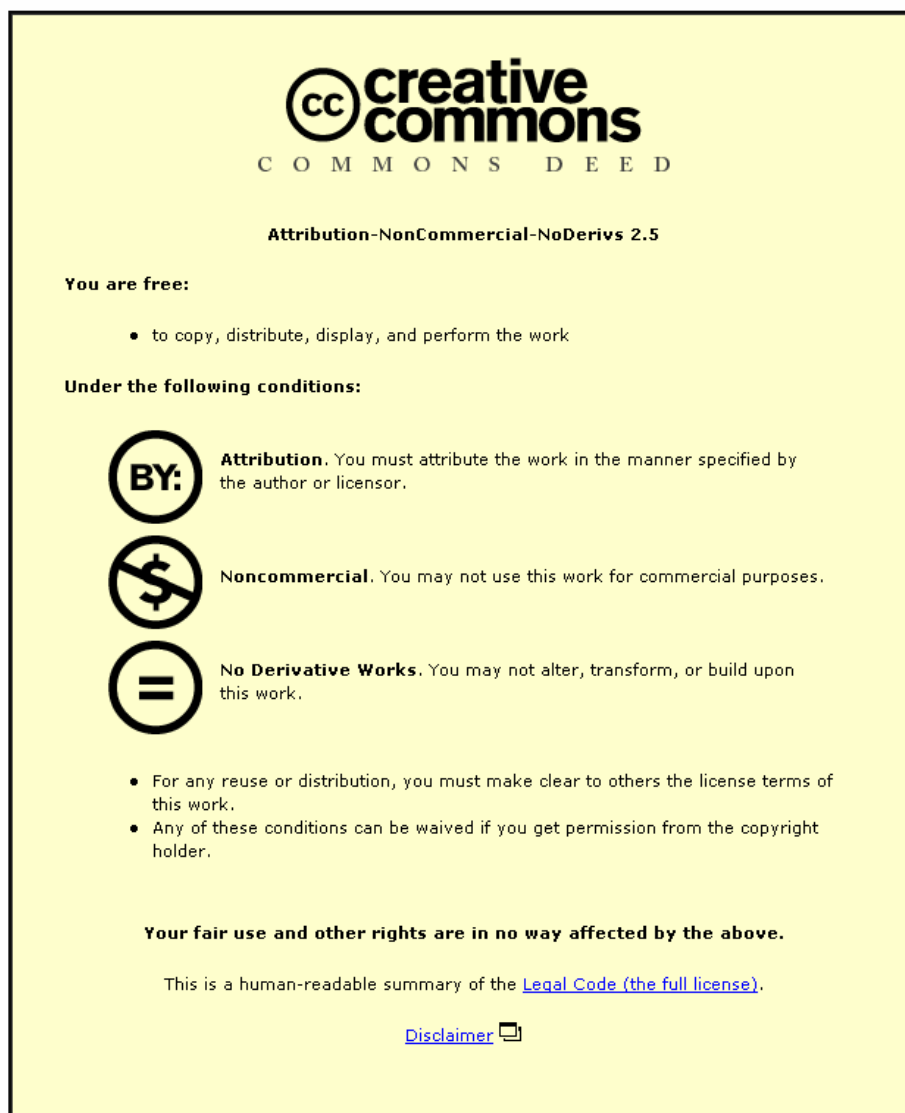 cc creative
commons
COMMONS DEED
Attribution-NonCommercial-NoDerivs 2.5
You are free:
• to copy, distribute, display, and perform the work
Under the following conditions:
BY:
Attribution. You must attribute the work in the manner specified by
the author or licensor.
$
Noncommercial. You may not use this work for commercial purposes.
=
No Derivative Works. You may not alter, transform, or build upon
this work.
• For any reuse or distribution, you must make clear to others the license terms of
this work.
• Any of these conditions can be waived if you get permission from the copyright
holder.
Your fair use and other rights are in no way affected by the above.
This is a human-readable summary of the Legal Code (the full license).
Disclaimer